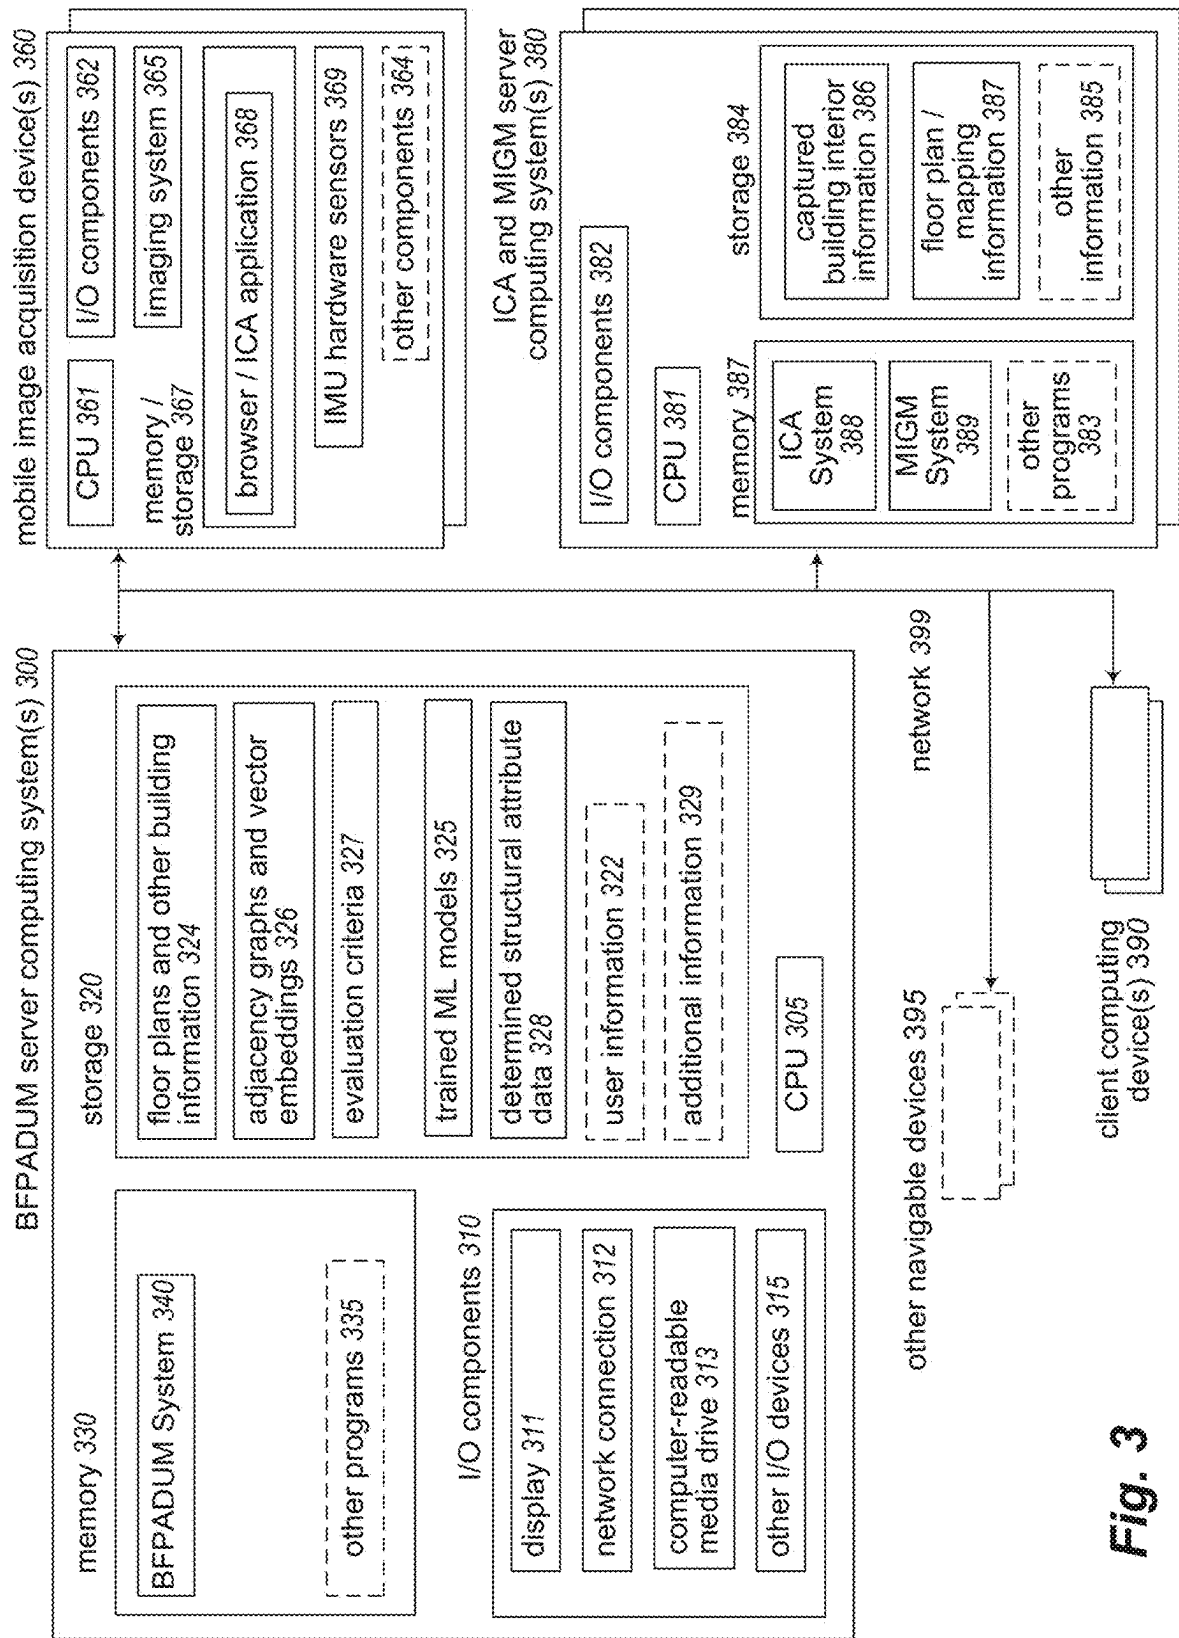 BFPADUM server computing system(s) 300
memory 330
BFPADUM System 340
other programs 335
I/O components 310
display 311
network connection 312
computer-readable
media drive 313
other I/O devices 315
storage 320
floor plans and other building
information 324
adjacency graphs and vector
embeddings 326
evaluation criteria 327
trained ML models 325
determined structural attribute
data 328
user information 322
additional information 329
CPU 305
mobile image acquisition device(s) 360
CPU 361
I/O components 362
imaging system 365
memory /
storage 367
browser / ICA application 368
IMU hardware sensors 369
other components 364
ICA and MIGM server
computing system(s) 380
I/O components 382
CPU 381
memory 387
ICA
System
388
MIGM
System
389
other
programs
383
storage 384
captured
building interior
information 386
floor plan /
mapping
information 387
other
information 385
network 399
other navigable devices 395
client computing
device(s) 390
Fig. 3